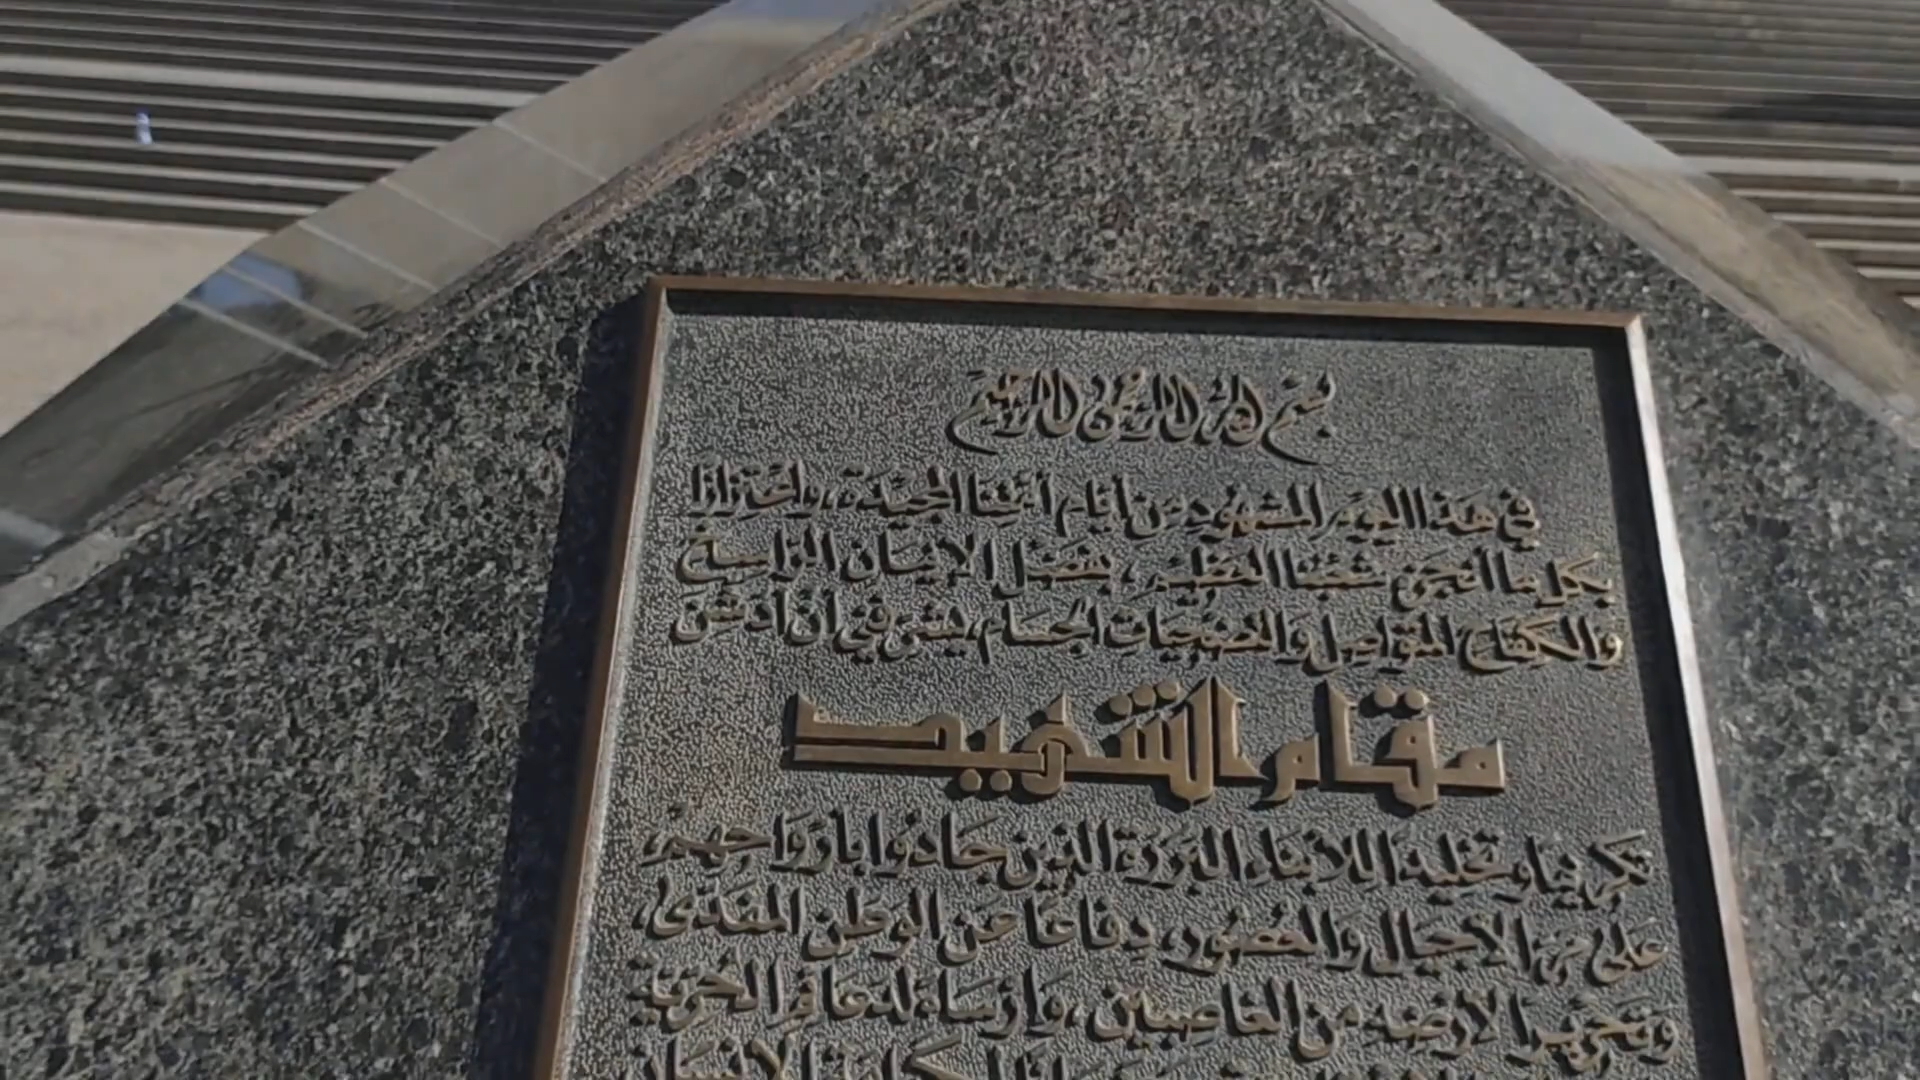 بسم الله الرحمن الرحيم
في هذا اليوم المشهود من أيام أمتنا المجيدة، واعتزازا
بكل ما أنجزه شعبنا العظيم، بفضل الإيمان الراسخ
والكفاح المتواصل والتضحيات الجسام، يشرفني أن أدشن
مقام الشهيد
تكريما وتخليدا للأبناء البررة الذين جادوا بأرواحهم،
على مر الأجيال والعصور، دفاعا عن الوطن المفدى،
وتحريرا لأرضه من الغاصبين، وإرساء لدعائم الحرية